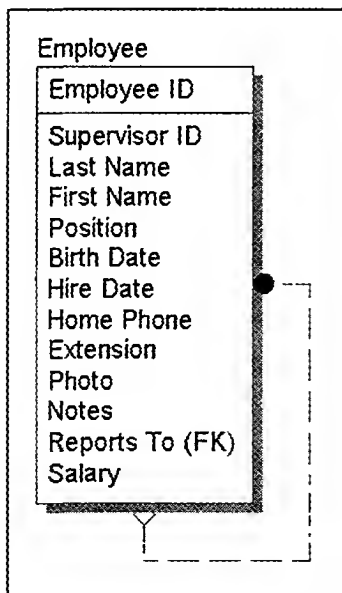 Employee
Employee ID
Supervisor ID
Last Name
First Name
Position
Birth Date
Hire Date
Home Phone
Extension
Photo
Notes
Reports To (FK)
Salary